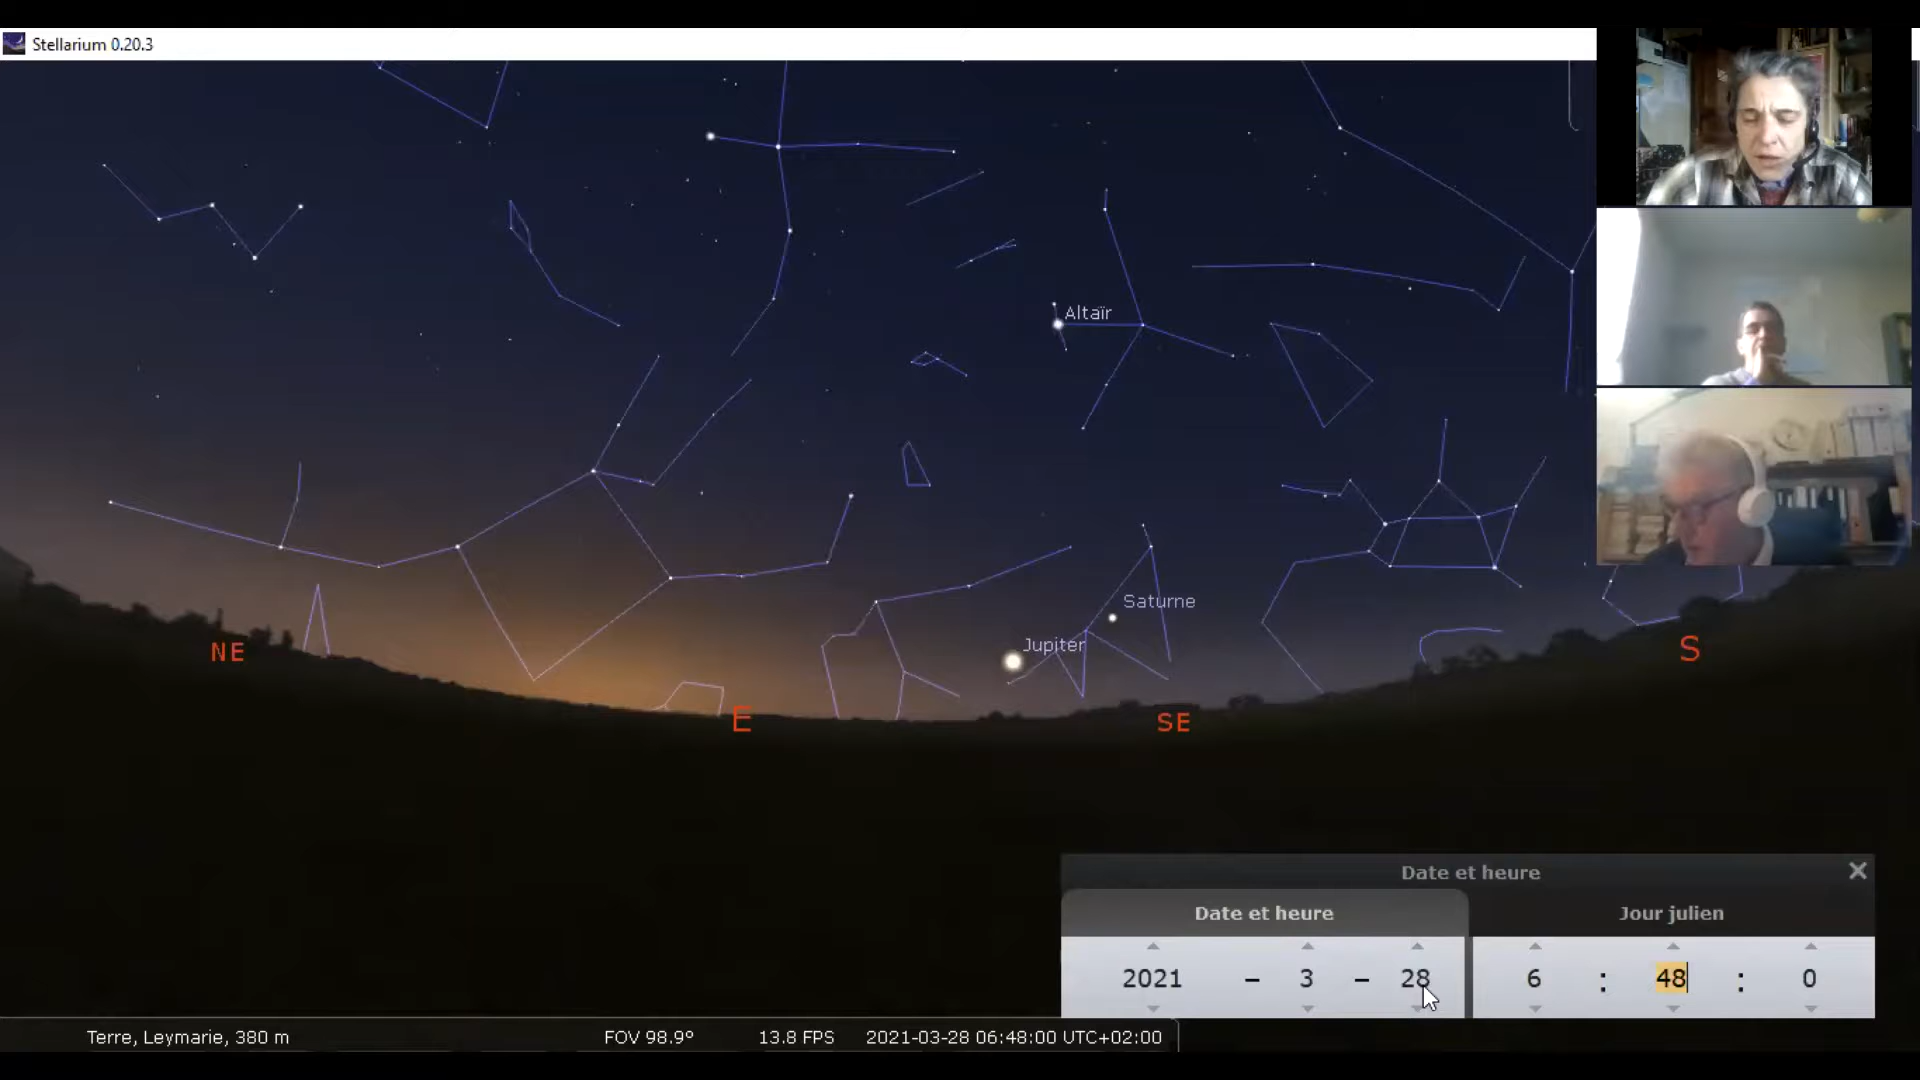 Stellarium 0.20.3
Altaïr
Saturne
Jupiter
NE
S
E
SE
Date et heure
Date et heure
Jour julien
2021 – 3 – 28
6 : 48 : 0
Terre, Leymarie, 380 m
FOV 98.9°
13.8 FPS
2021-03-28 06:48:00 UTC+02:00